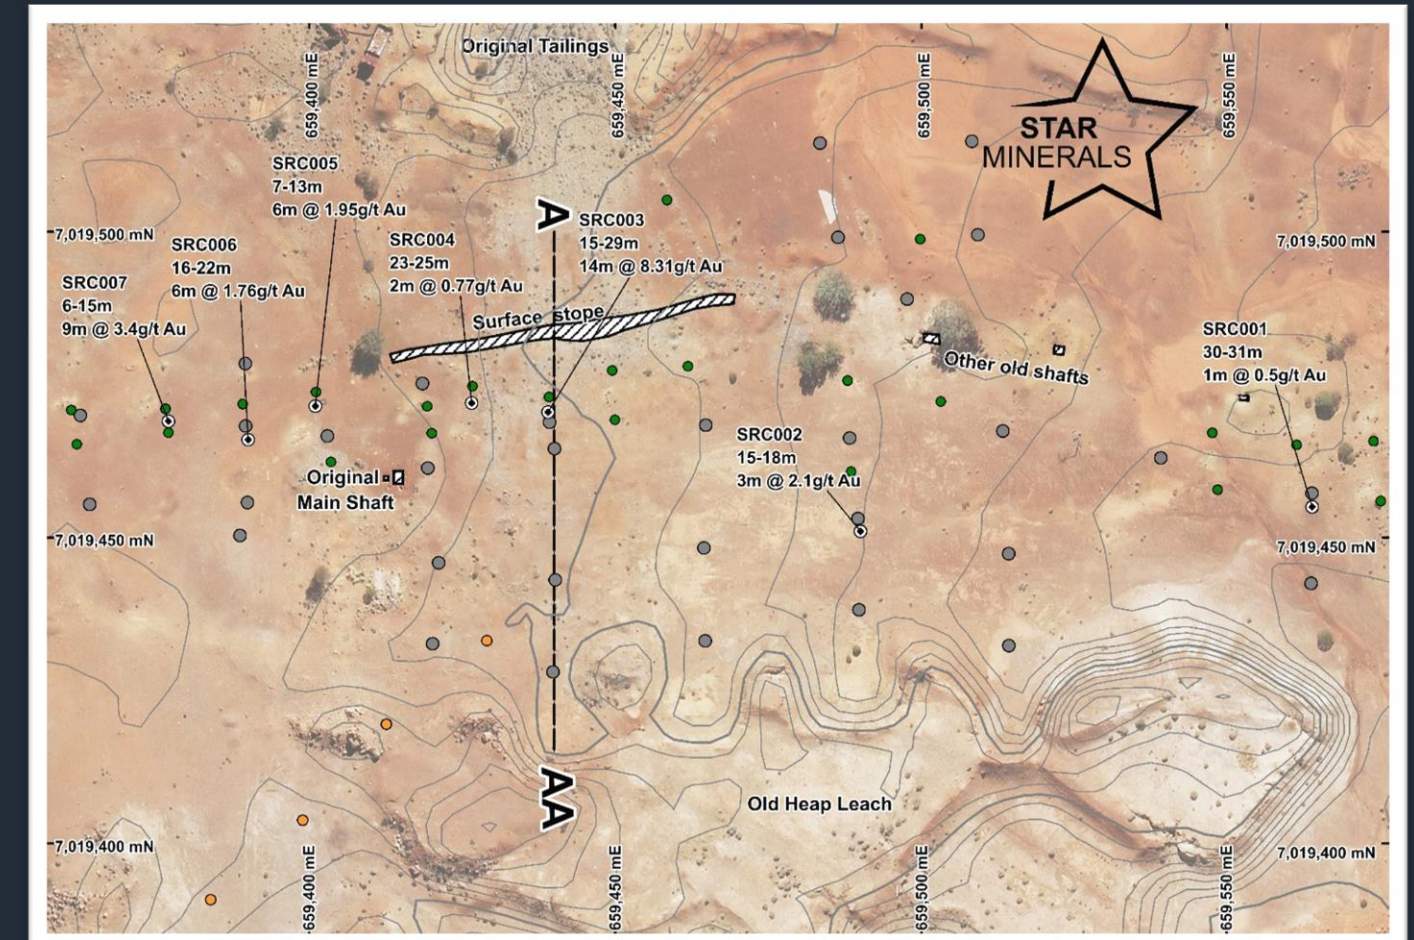 Original Tailings
659,400 mE
659,450 mE
659,500 mE
659,550 mE
STAR
MINERALS
SRC005
7-13m
6m @ 1.95g/t Au
A
SRC003
15-29m
14m @ 8.31g/t Au
7,019,500 mN
7,019,500 mN
SRC006
16-22m
6m @ 1.76g/t Au
SRC004
23-25m
2m @ 0.77g/t Au
SRC007
6-15m
9m @ 3.4g/t Au
Surface stope
Other old shafts
SRC001
30-31m
1m @ 0.5g/t Au
SRC002
15-18m
3m @ 2.1g/t Au
Original
Main Shaft
7,019,450 mN
7,019,450 mN
AA
Old Heap Leach
7,019,400 mN
7,019,400 mN
659,400 mE
659,450 mE
659,500 mE
659,550 mE